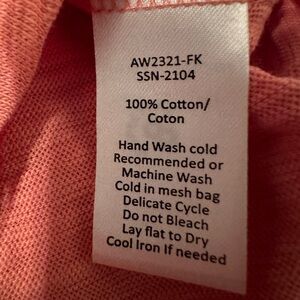 AW2321-FK
SSN-2104
100% Cotton/
Coton
Hand Wash cold
Recommended or
Machine Wash
Cold in mesh bag
Delicate Cycle
Do not Bleach
Lay flat to Dry
Cool Iron if needed